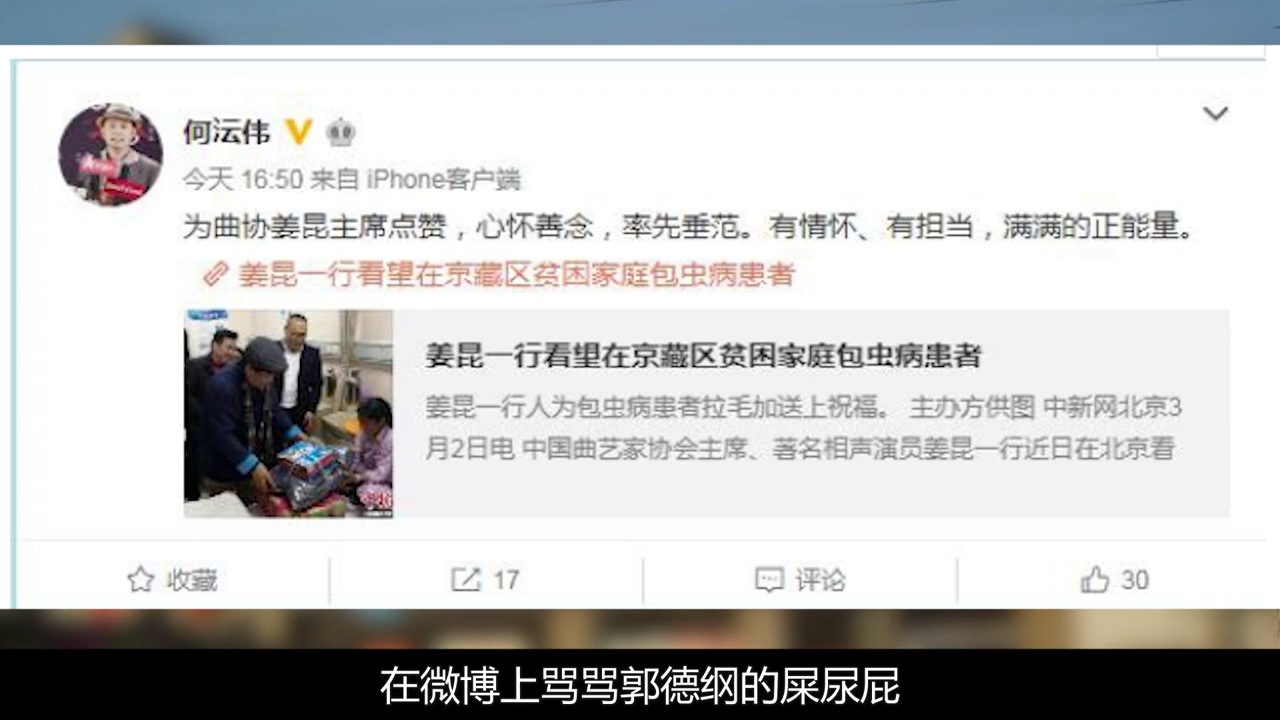 何沄伟
今天 16:50 来自 iPhone客户端
为曲协姜昆主席点赞，心怀善念，率先垂范。有情怀、有担当，满满的正能量。
姜昆一行看望在京藏区贫困家庭包虫病患者
姜昆一行看望在京藏区贫困家庭包虫病患者
姜昆一行人为包虫病患者拉毛加送上祝福。 主办方供图 中新网北京3
月2日电 中国曲艺家协会主席、著名相声演员姜昆一行近日在北京看
收藏
17
评论
30
在微博上骂骂郭德纲的屎尿屁